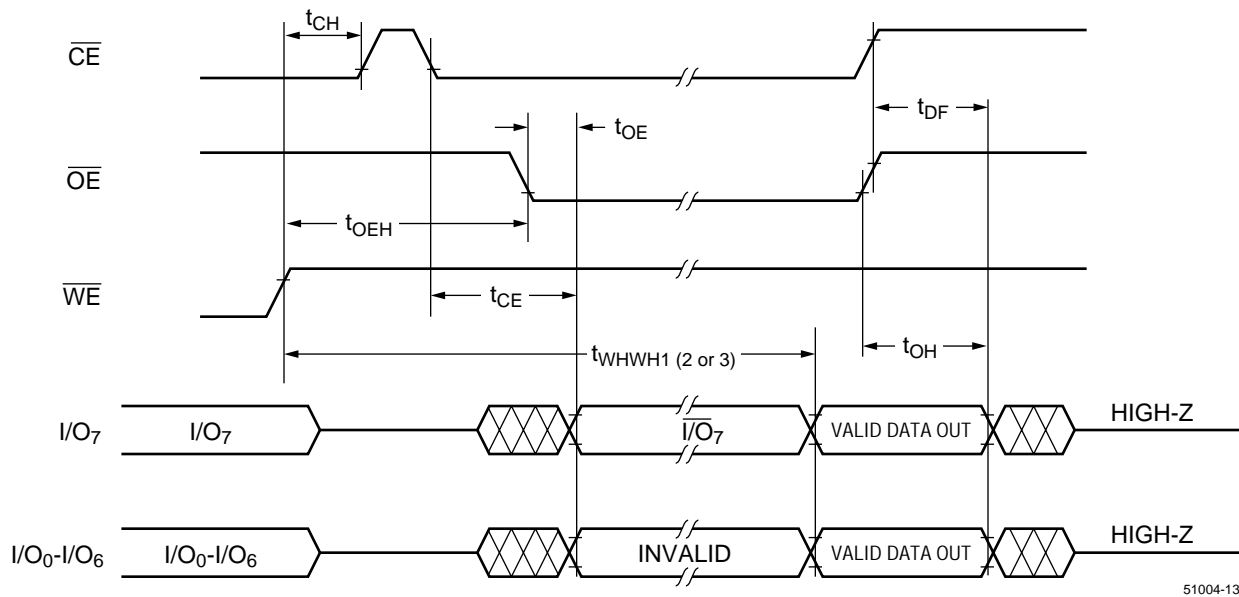 tCH
CE
tDF
tOE
OE
tOEH
WE
tCE
tWHWH1 (2 or 3)
tOH
I/O7
I/O7
I/O7
VALID DATA OUT
HIGH-Z
I/O0-I/O6
I/O0-I/O6
INVALID
VALID DATA OUT
HIGH-Z
51004-13